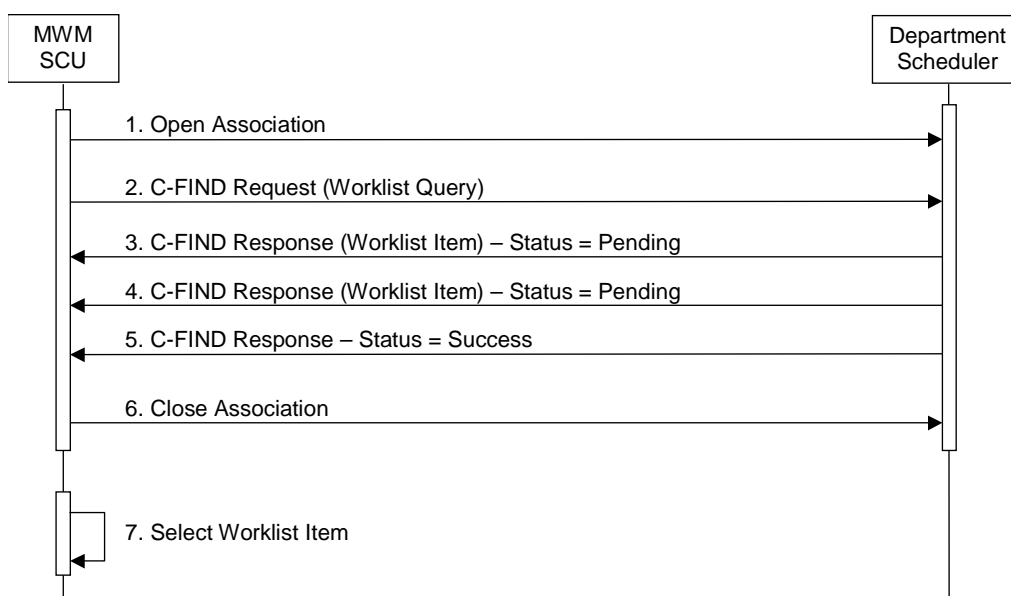 MWM
SCU
Department
Scheduler
1. Open Association
2. C-FIND Request (Worklist Query)
3. C-FIND Response (Worklist Item) – Status = Pending
4. C-FIND Response (Worklist Item) – Status = Pending
5. C-FIND Response – Status = Success
6. Close Association
7. Select Worklist Item